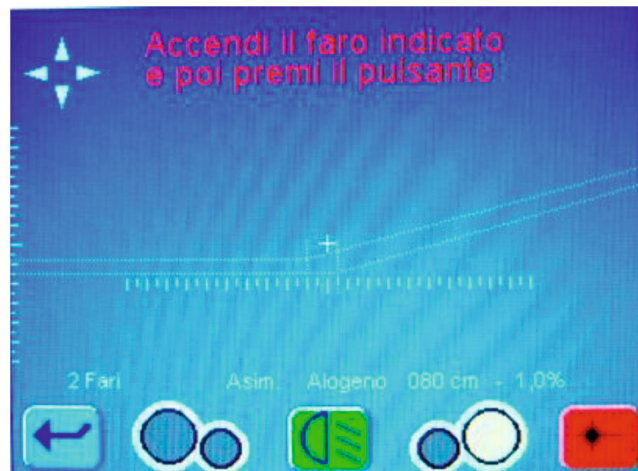 Accendi il faro indicato
e poi premi il pulsante
2 Fari Asim. Alogeno 080 cm - 1,0%